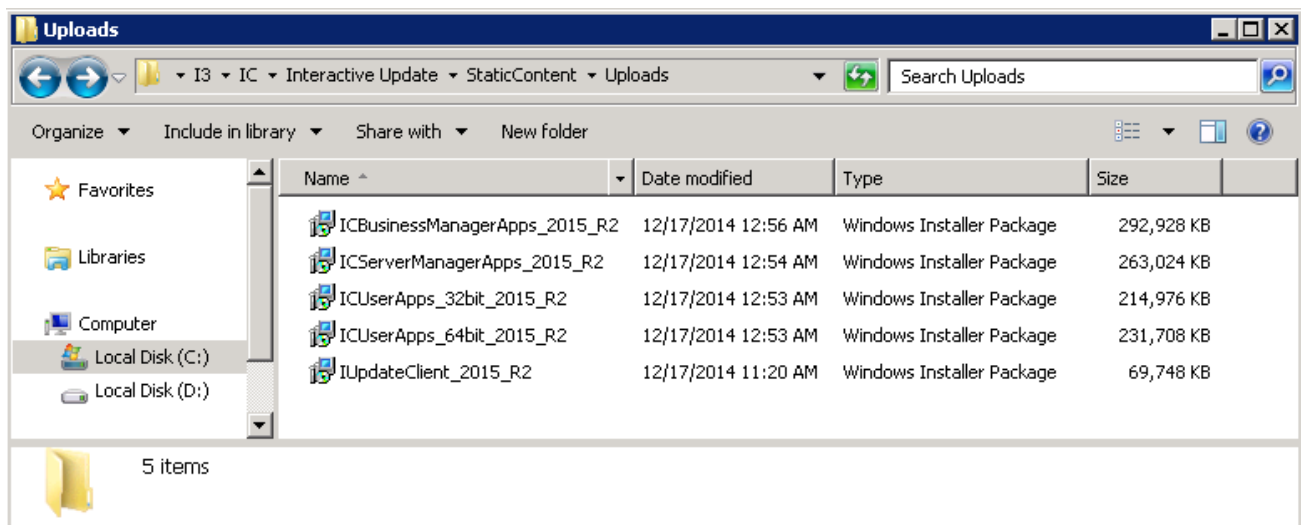 Uploads
I3 IC Interactive Update StaticContent Uploads Search Uploads
Organize Include in library Share with New folder
Name Date modified Type Size
Favorites
Libraries
Computer
Local Disk (C:)
Local Disk (D:)
ICBusinessManagerApps_2015_R2 12/17/2014 12:56 AM Windows Installer Package 292,928 KB
ICServerManagerApps_2015_R2 12/17/2014 12:54 AM Windows Installer Package 263,024 KB
ICUserApps_32bit_2015_R2 12/17/2014 12:53 AM Windows Installer Package 214,976 KB
ICUserApps_64bit_2015_R2 12/17/2014 12:53 AM Windows Installer Package 231,708 KB
IUpdateClient_2015_R2 12/17/2014 11:20 AM Windows Installer Package 69,748 KB
5 items